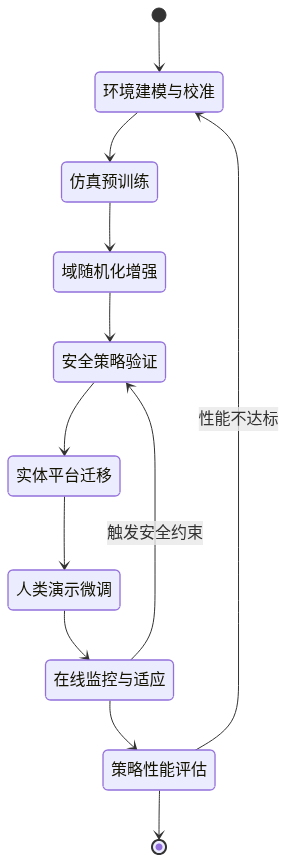 环境建模与校准
仿真预训练
域随机化增强
安全策略验证
性能不达标
实体平台迁移
触发安全约束
人类演示微调
在线监控与适应
策略性能评估